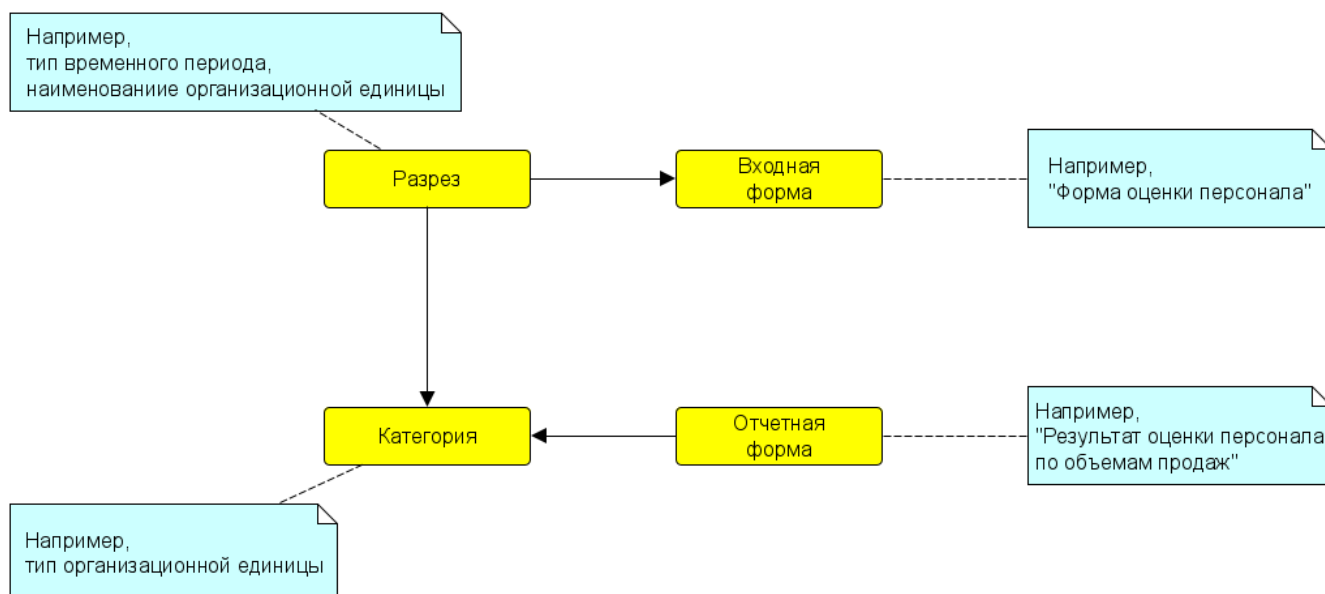 Например,
тип временного периода,
наименованиие организационной единицы
Разрез
Входная
форма
Например,
"Форма оценки персонала"
Категория
Отчетная
форма
Например,
"Результат оценки персонала
по объемам продаж"
Например,
тип организационной единицы